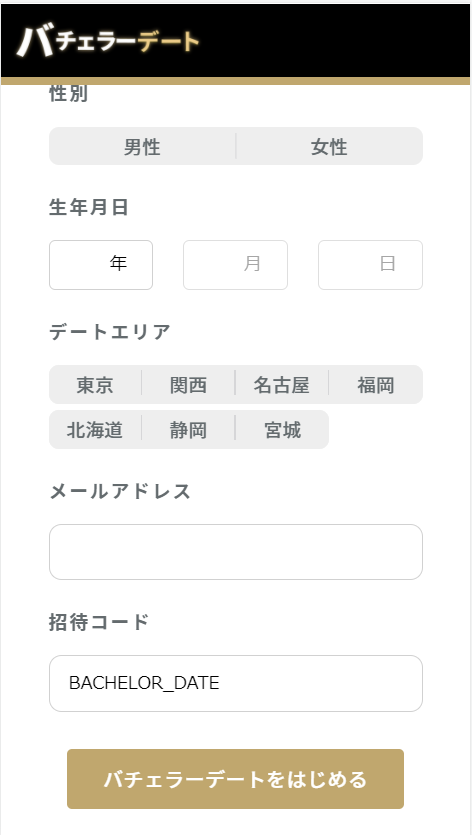 バチェラーデート
性別
男性 女性
生年月日
年 月 日
デートエリア
東京 関西 名古屋 福岡
北海道 静岡 宮城
メールアドレス
招待コード
BACHELOR_DATE
バチェラーデートをはじめる